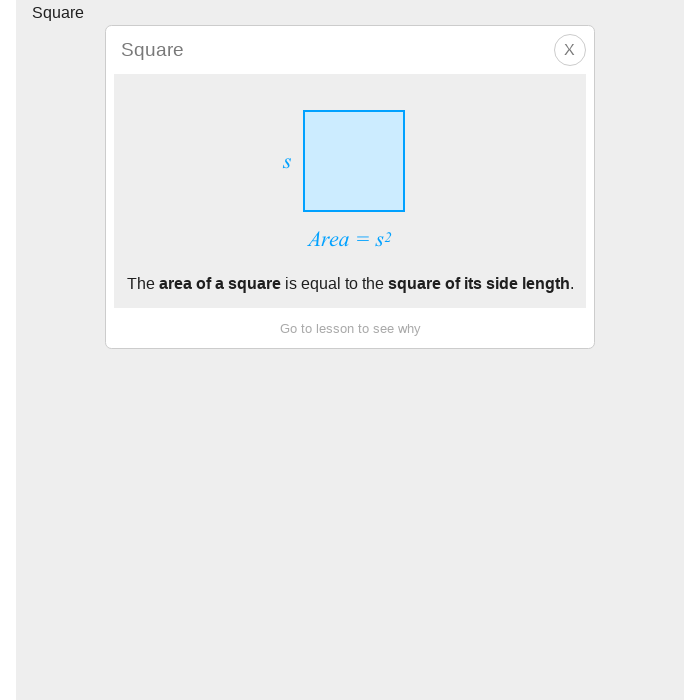 Square
Square
X
s
Area = s²
The area of a square is equal to the square of its side length.
Go to lesson to see why